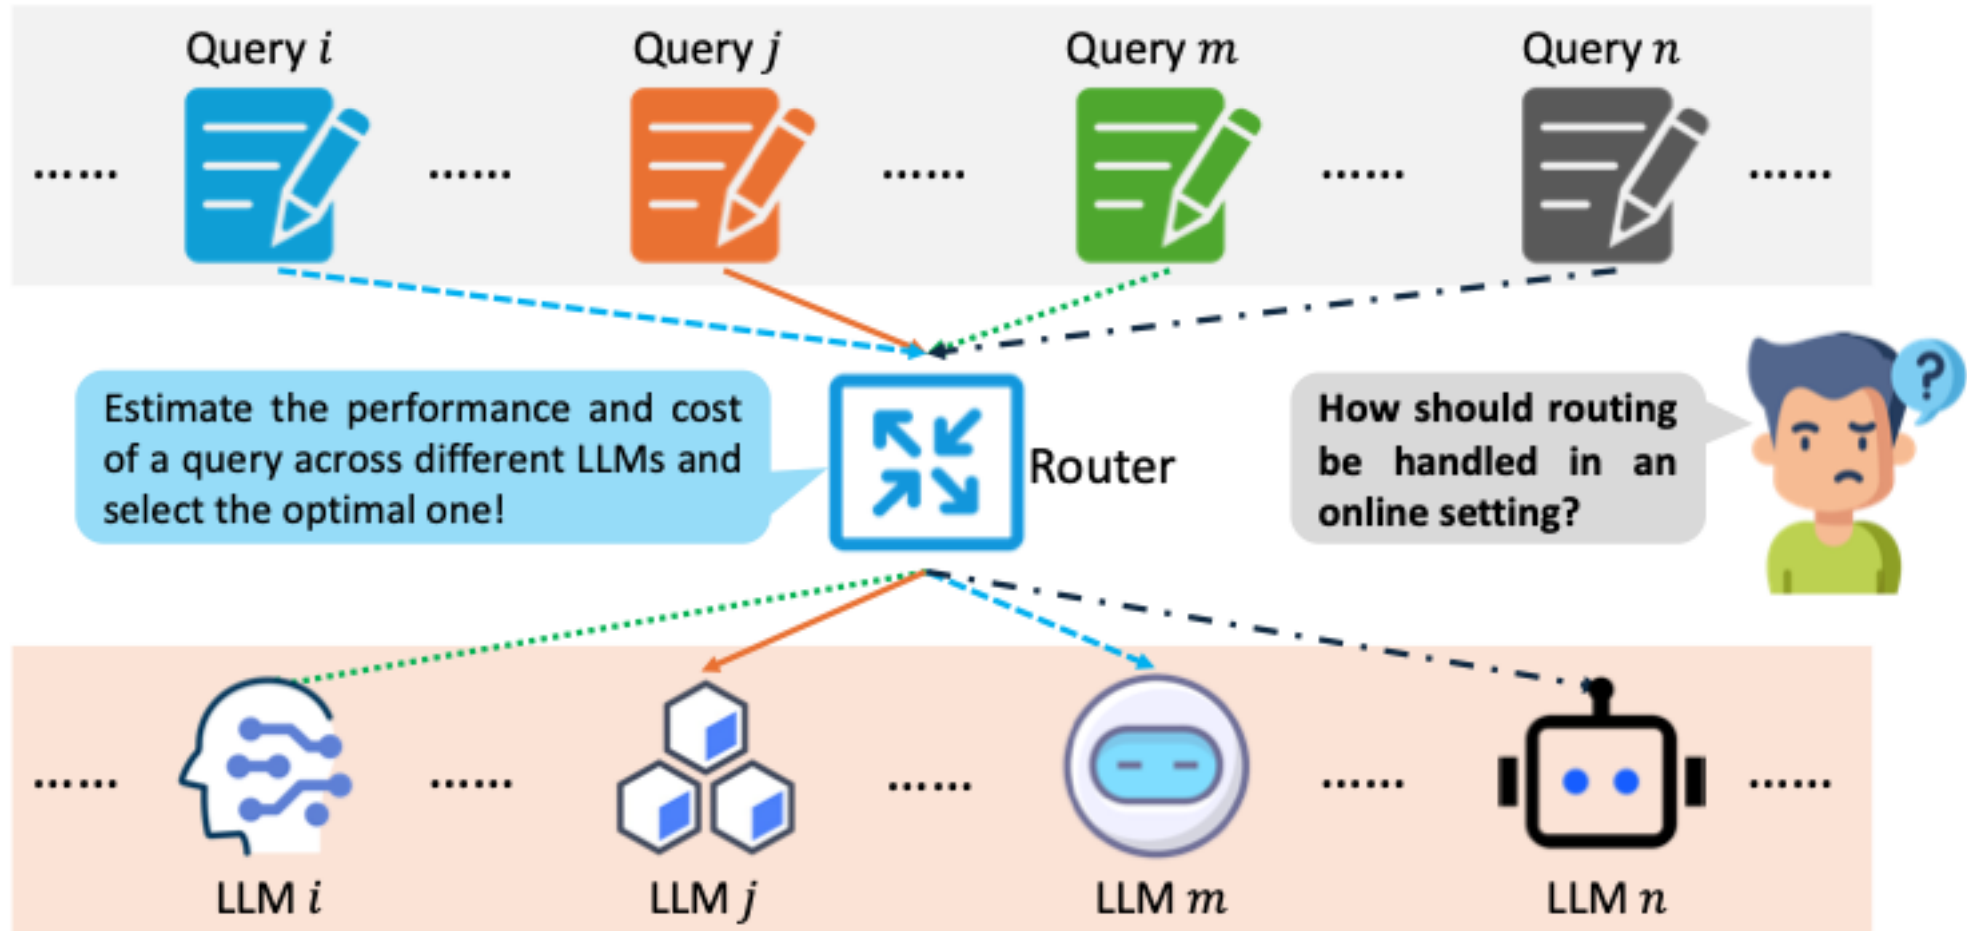 Query i Query j Query m Query n
...... ...... ...... ...... ......
Estimate the performance and cost
of a query across different LLMs and
select the optimal one!
Router
How should routing
be handled in an
online setting?
?
...... ...... ...... ...... ......
LLM i LLM j LLM m LLM n